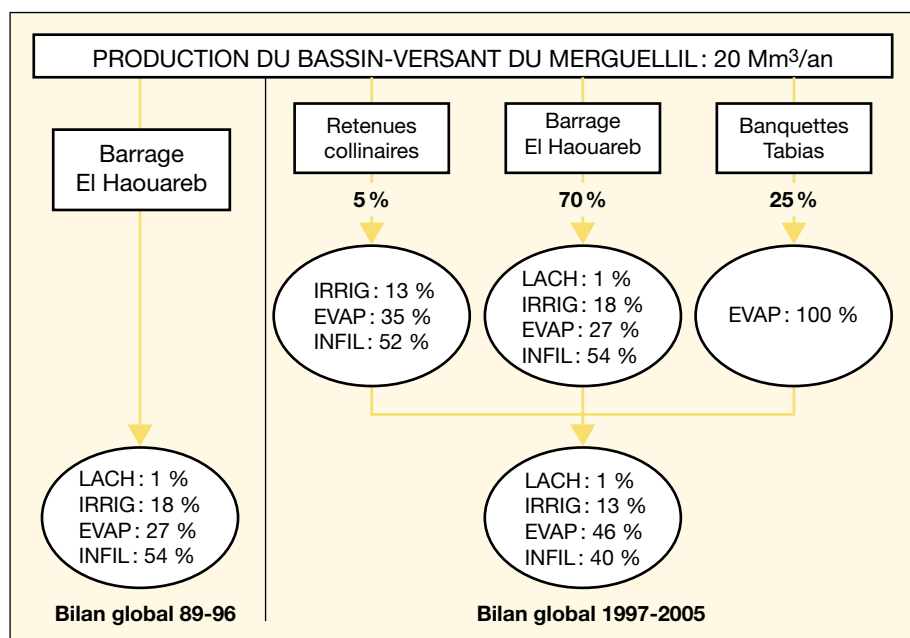 PRODUCTION DU BASSIN-VERSANT DU MERGUELLIL : 20 Mm³/an
Barrage
El Haouareb
LACH : 1 %
IRRIG : 18 %
EVAP : 27 %
INFIL : 54 %
Bilan global 89-96
Retenues
collinaires
5 %
IRRIG : 13 %
EVAP : 35 %
INFIL : 52 %
Barrage
El Haouareb
70 %
LACH : 1 %
IRRIG : 18 %
EVAP : 27 %
INFIL : 54 %
Banquettes
Tabias
25 %
EVAP : 100 %
LACH : 1 %
IRRIG : 13 %
EVAP : 46 %
INFIL : 40 %
Bilan global 1997-2005